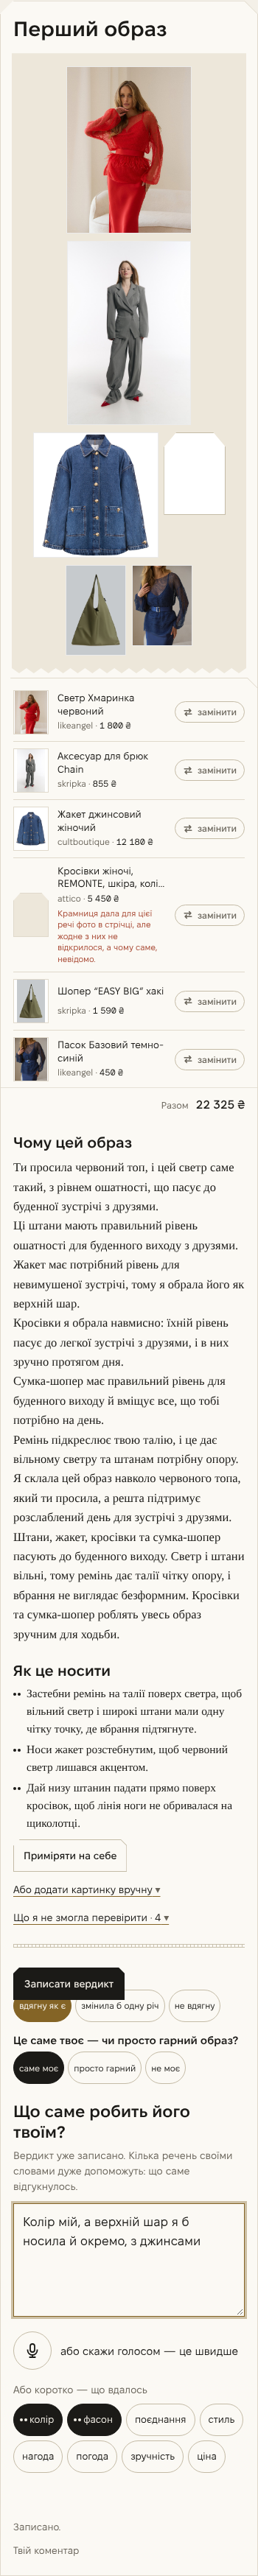 Перший образ
Светр Хмаринка
червоний
likeangel · 1 800 ₴
замінити
Аксесуар для брюк
Chain
skripka · 855 ₴
замінити
Жакет джинсовий
жіночий
cultboutique · 12 180 ₴
замінити
Кросівки жіночі,
REMONTE, шкіра, колі...
attico · 5 450 ₴
Крамниця дала для цієї
речі фото в стрічці, але
жодне з них не
відкрилося, а чому саме,
невідомо.
замінити
Шопер “EASY BIG” хакі
skripka · 1 590 ₴
замінити
Пасок Базовий темно-
синій
likeangel · 450 ₴
замінити
Разом 22 325 ₴
Чому цей образ
Ти просила червоний топ, і цей светр саме
такий, з рівнем ошатності, що пасує до
буденної зустрічі з друзями.
Ці штани мають правильний рівень
ошатності для буденного виходу з друзями.
Жакет має потрібний рівень для
невимушеної зустрічі, тому я обрала його як
верхній шар.
Кросівки я обрала навмисно: їхній рівень
пасує до легкої зустрічі з друзями, і в них
зручно протягом дня.
Сумка-шопер має правильний рівень для
буденного виходу й вміщує все, що тобі
потрібно на день.
Ремінь підкреслює твою талію, і це дає
вільному светру та штанам потрібну опору.
Я склала цей образ навколо червоного топа,
який ти просила, а решта підтримує
розслаблений день для зустрічі з друзями.
Штани, жакет, кросівки та сумка-шопер
пасують до буденного виходу. Светр і штани
вільні, тому ремінь дає талії чітку опору, і
вбрання не виглядає безформним. Кросівки
та сумка-шопер роблять увесь образ
зручним для ходьби.
Як це носити
Застебни ремінь на талії поверх светра, щоб
вільний светр і широкі штани мали одну
чітку точку, де вбрання підтягнуте.
Носи жакет розстебнутим, щоб червоний
светр лишався акцентом.
Дай низу штанин падати прямо поверх
кросівок, щоб лінія ноги не обривалася на
щиколотці.
Приміряти на себе
Або додати картинку вручну ▾
Що я не змогла перевірити · 4 ▾
Записати вердикт
вдягну як є
змінила б одну річ
не вдягну
Це саме твоє — чи просто гарний образ?
саме моє
просто гарний
не моє
Що саме робить його
твоїм?
Вердикт уже записано. Кілька речень своїми
словами дуже допоможуть: що саме
відгукнулось.
Колір мій, а верхній шар я б
носила й окремо, з джинсами
або скажи голосом — це швидше
Або коротко — що вдалось
колір
фасон
поєднання
стиль
нагода
погода
зручність
ціна
Записано.
Твій коментар